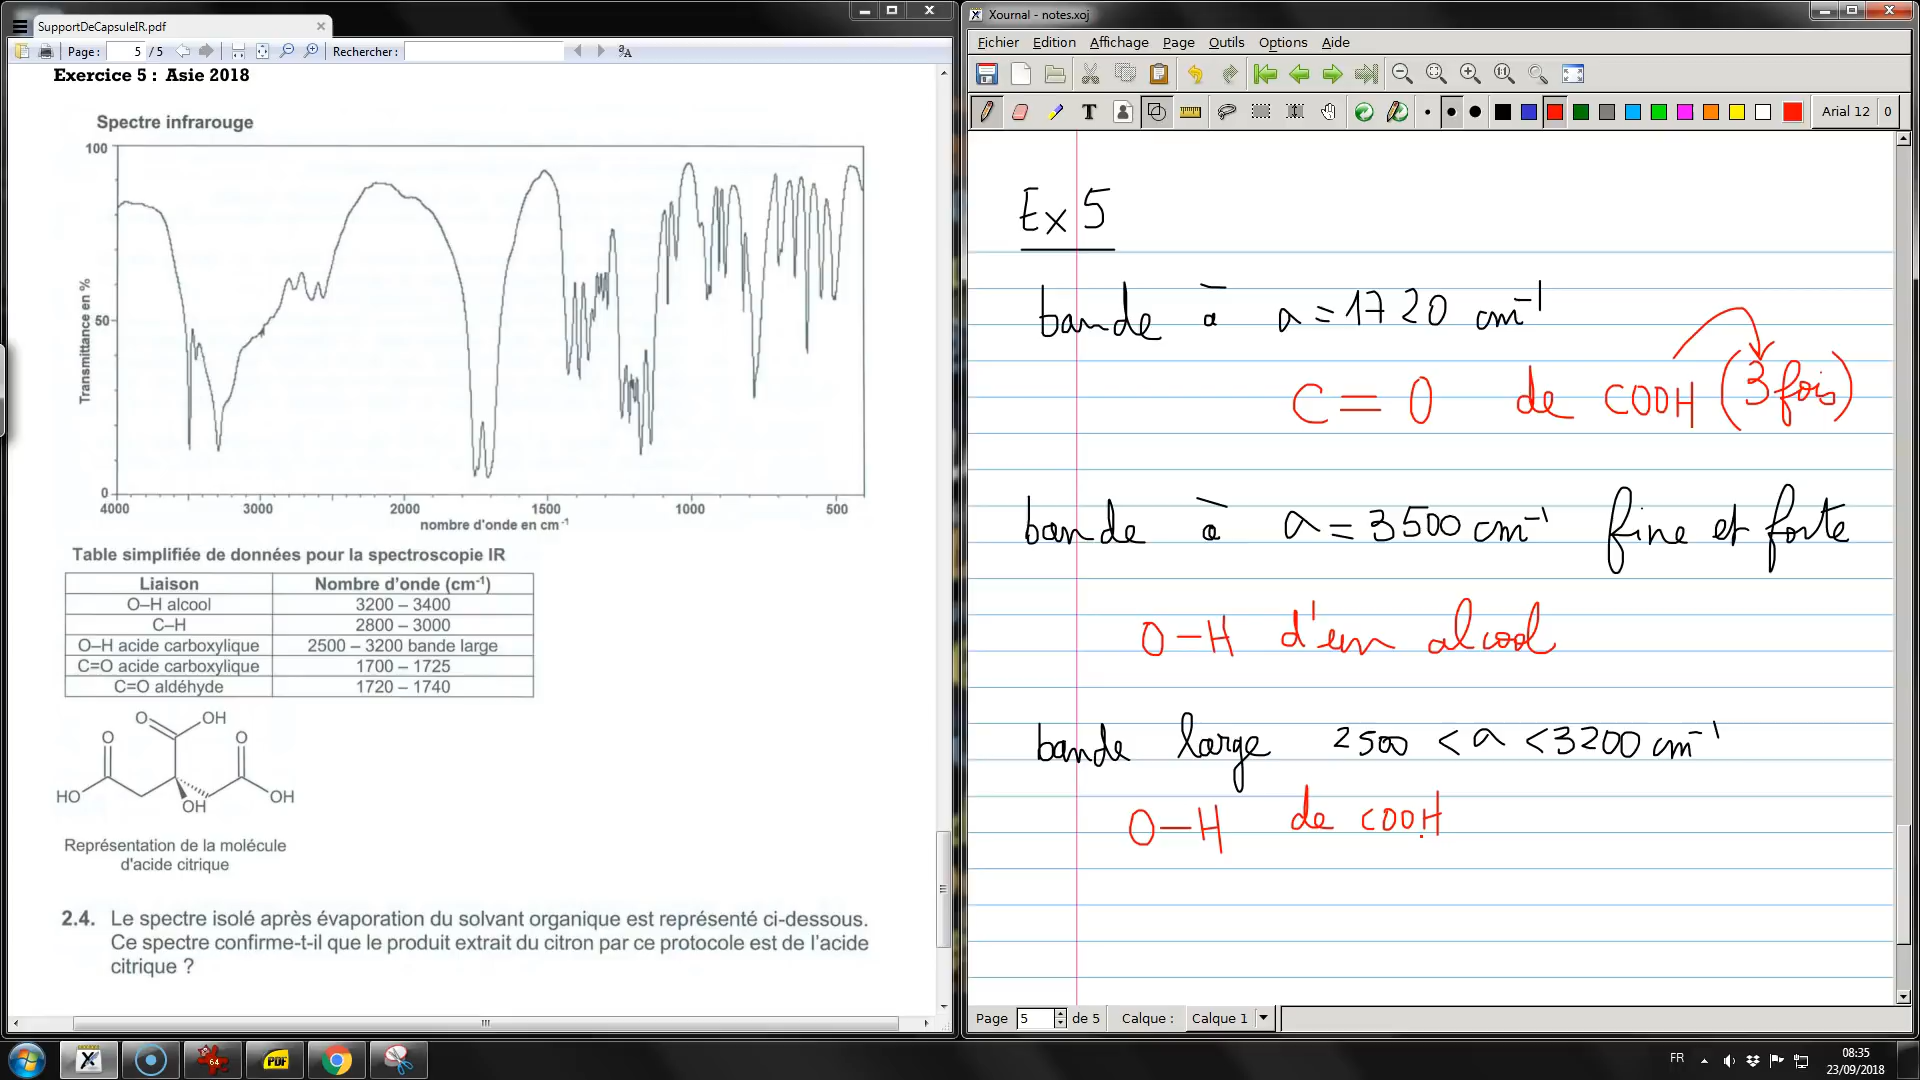 SupportDeCapsuleIR.pdf
Page :
5
/ 5
Rechercher :
Exercice 5 : Asie 2018
Spectre infrarouge
100
50
0
Transmittance en %
4000
3000
2000
1500
1000
500
nombre d'onde en cm⁻¹
Table simplifiée de données pour la spectroscopie IR
Liaison Nombre d'onde (cm⁻¹)
O–H alcool 3200 – 3400
C–H 2800 – 3000
O–H acide carboxylique 2500 – 3200 bande large
C=O acide carboxylique 1700 – 1725
C=O aldéhyde 1720 – 1740
O OH
O O
HO OH OH
Représentation de la molécule
d'acide citrique
2.4. Le spectre isolé après évaporation du solvant organique est représenté ci-dessous.
Ce spectre confirme-t-il que le produit extrait du citron par ce protocole est de l'acide
citrique ?
Xournal - notes.xoj
Fichier Edition Affichage Page Outils Options Aide
T
Arial 12 0
Ex 5
bande à σ = 1720 cm⁻¹
C = O de COOH (3 fois)
bande à σ = 3500 cm⁻¹ fine et forte
O – H d'un alcool
bande large 2500 < σ < 3200 cm⁻¹
O – H de COOH
Page 5 de 5 Calque : Calque 1
64
PDF
FR
08:35
23/09/2018